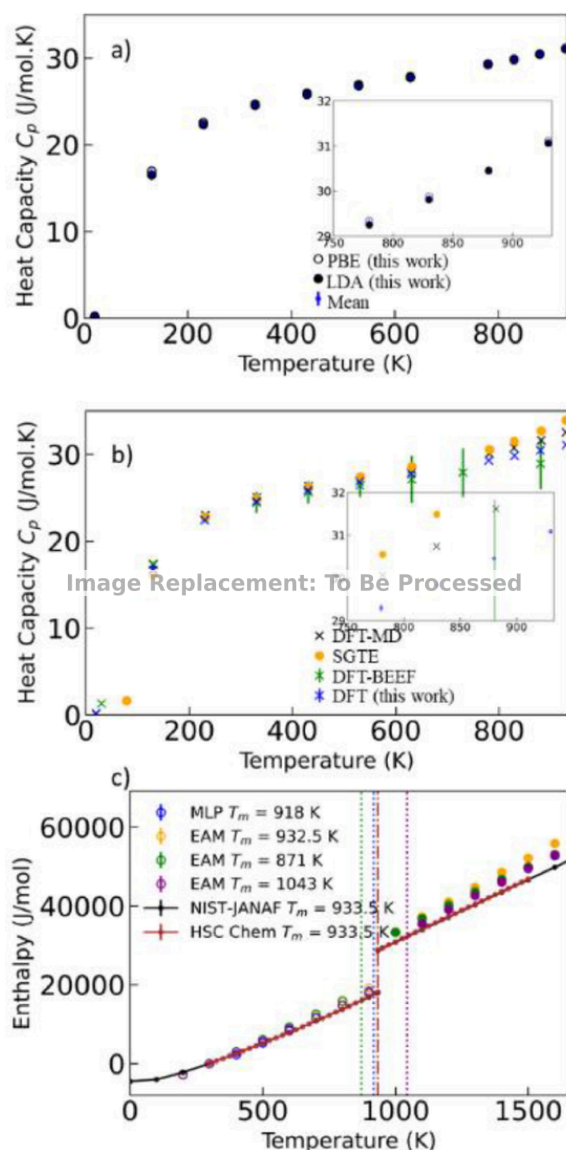 a)
Heat Capacity Cp (J/mol.K)
30
20
10
0
32
31
30
29
750 800 850 900
PBE (this work)
LDA (this work)
Mean
200 400 600 800
Temperature (K)
b)
Heat Capacity Cp (J/mol.K)
30
20
10
0
32
31
30
29
750 800 850 900
Image Replacement: To Be Processed
DFT-MD
SGTE
DFT-BEEF
DFT (this work)
0 200 400 600 800
Temperature (K)
c)
Enthalpy (J/mol)
60000
40000
20000
0
MLP Tm = 918 K
EAM Tm = 932.5 K
EAM Tm = 871 K
EAM Tm = 1043 K
NIST-JANAF Tm = 933.5 K
HSC Chem Tm = 933.5 K
0 500 1000 1500
Temperature (K)